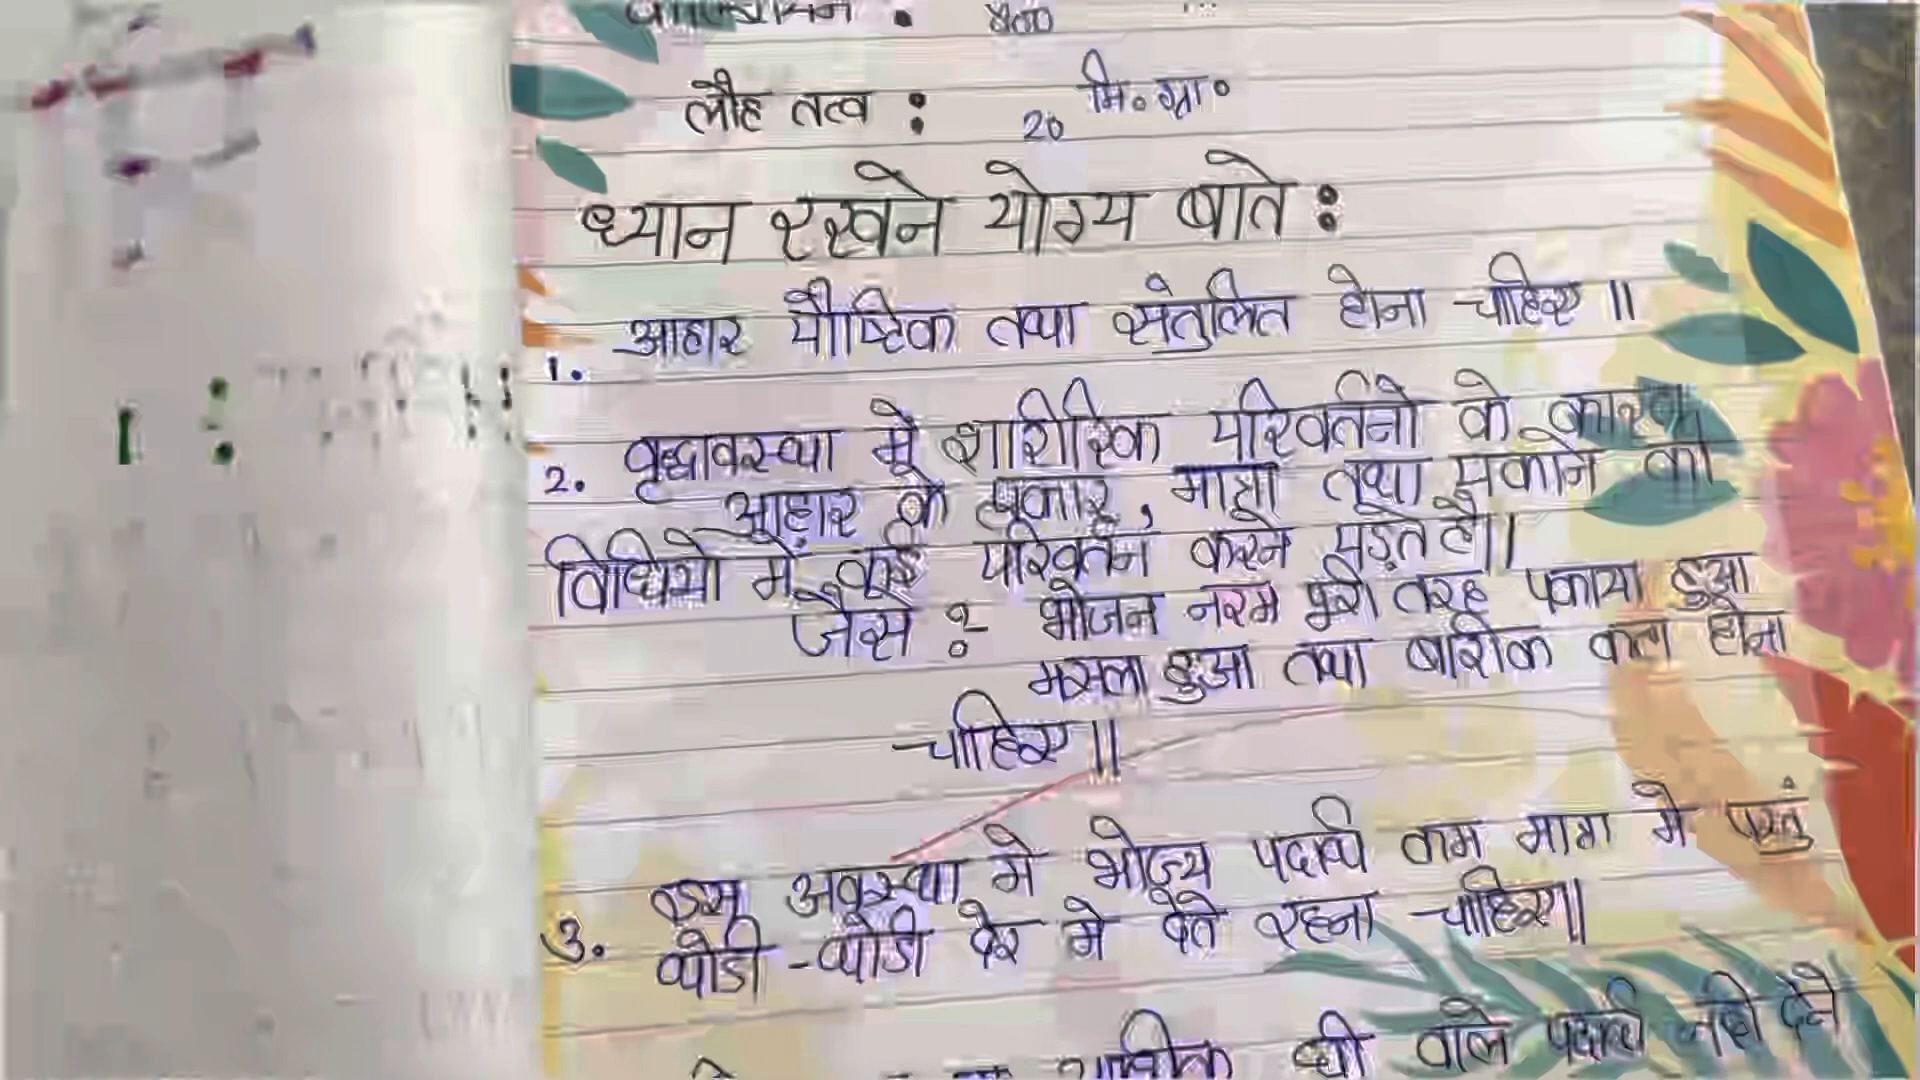 लौह तत्व : 20 मि. ग्रा.
ध्यान रखने योग्य बाते :
1. आहार पौष्टिक तथा संतुलित होना चाहिए ॥
2. वृद्धावस्था में शारीरिक परिवर्तनो के कारण
आहार के प्रकार, मात्रा तथा पकाने की
विधियो में कई परिवर्तन करने पड़ते है।
जैसे : भोजन नरम पूरी तरह पकाया हुआ
मसला हुआ तथा बारीक कटा होना
चाहिए ॥
3. इस अवस्था मे भोज्य पदार्थ कम मात्रा मे परंतु
थोडी - थोडी देर मे देते रहना चाहिए॥
अधिक घी वाले पदार्थ नही देने